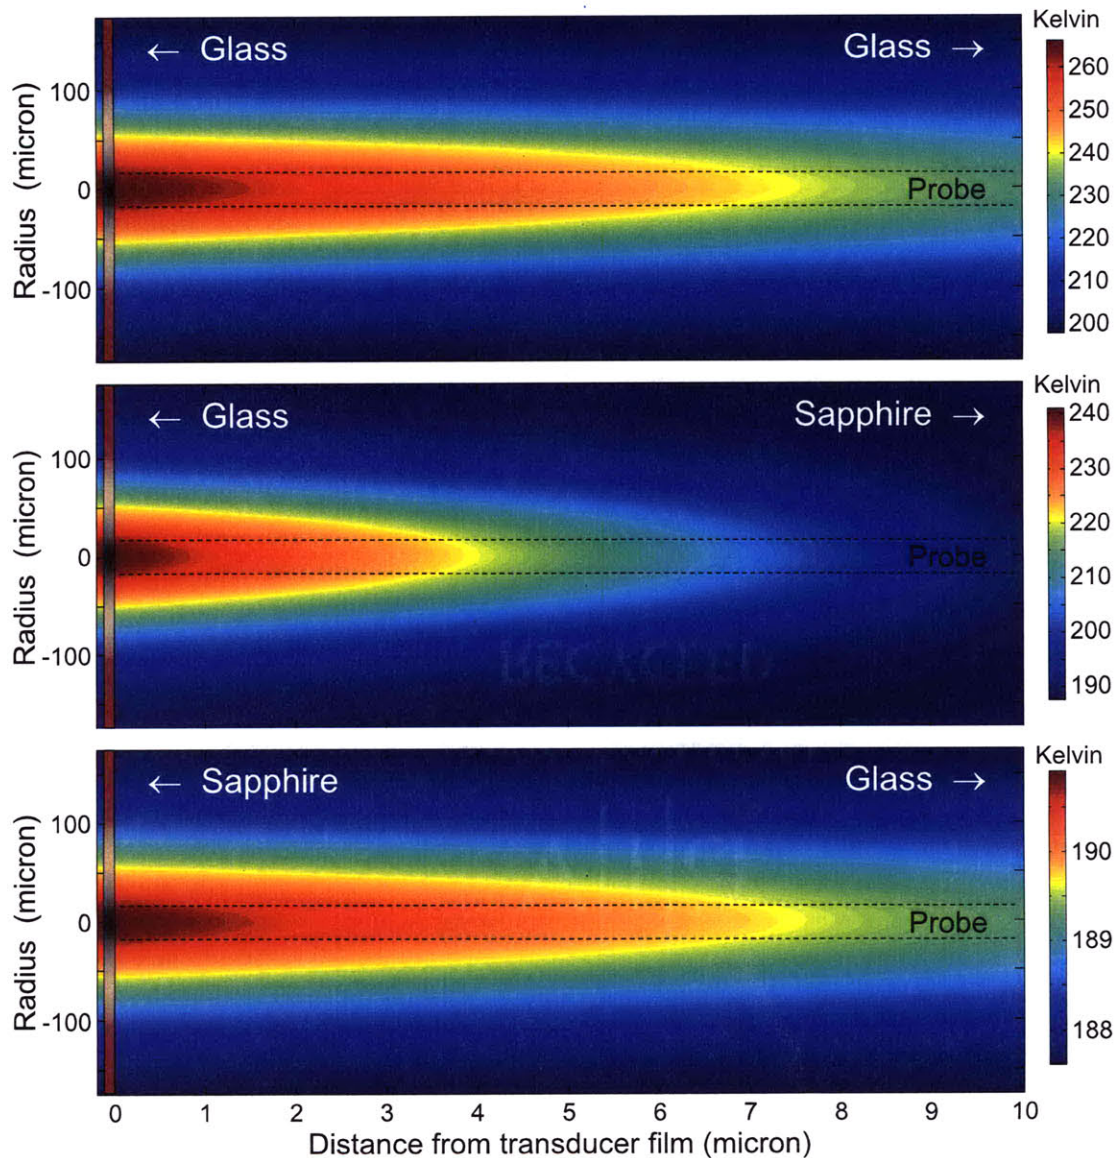 Kelvin
← Glass
Glass →
Radius (micron)
100
0
-100
Probe
260
250
240
230
220
210
200
Kelvin
← Glass
Sapphire →
Radius (micron)
100
0
-100
Probe
240
230
220
210
200
190
Kelvin
← Sapphire
Glass →
Radius (micron)
100
0
-100
Probe
190
189
188
0 1 2 3 4 5 6 7 8 9 10
Distance from transducer film (micron)